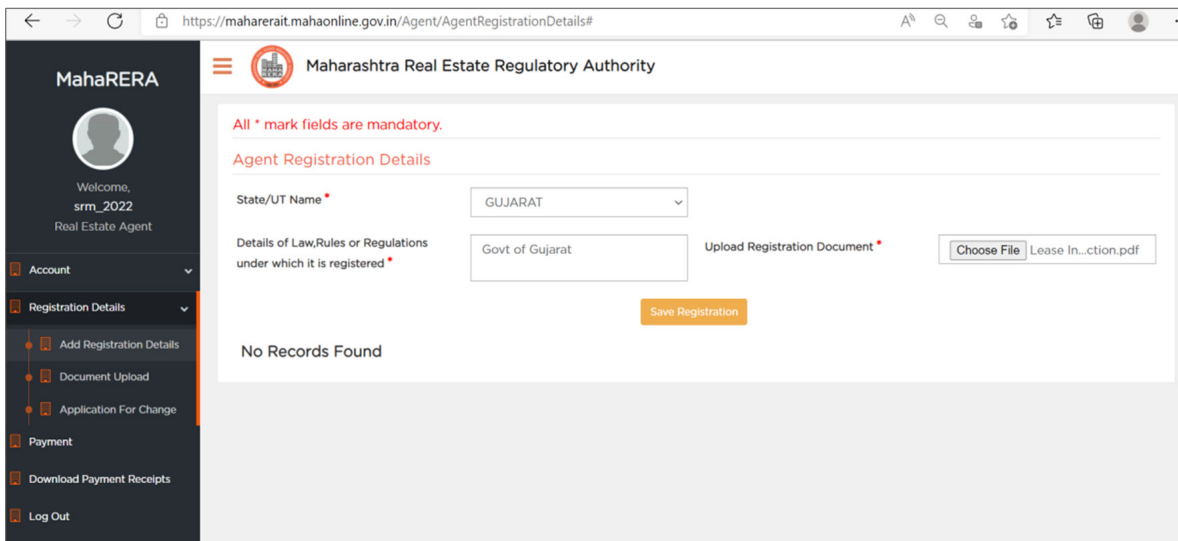 https://maharerait.mahaonline.gov.in/Agent/AgentRegistrationDetails#
MahaRERA
Maharashtra Real Estate Regulatory Authority
Welcome,
srm_2022
Real Estate Agent
Account
Registration Details
Add Registration Details
Document Upload
Application For Change
Payment
Download Payment Receipts
Log Out
All * mark fields are mandatory.
Agent Registration Details
State/UT Name *
GUJARAT
Details of Law,Rules or Regulations
under which it is registered *
Govt of Gujarat
Upload Registration Document *
Choose File Lease In...ction.pdf
Save Registration
No Records Found